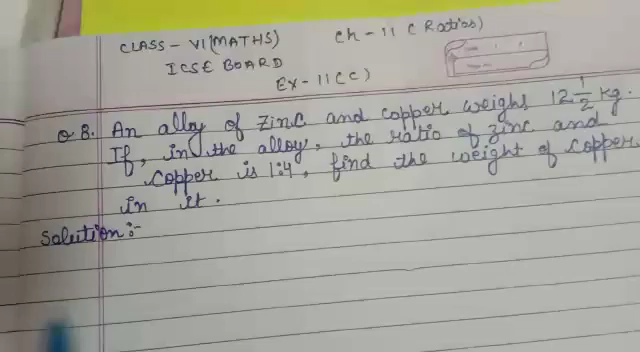 CLASS - VI (MATHS) Ch - 11 ( Ratios)
ICSE BOARD
EX - 11 (C)
Q 8. An alloy of zinc and copper weighs 12 1/2 kg.
If, in the alloy, the ratio of zinc and
copper is 1:4, find the weight of copper
in it.
Solution:-